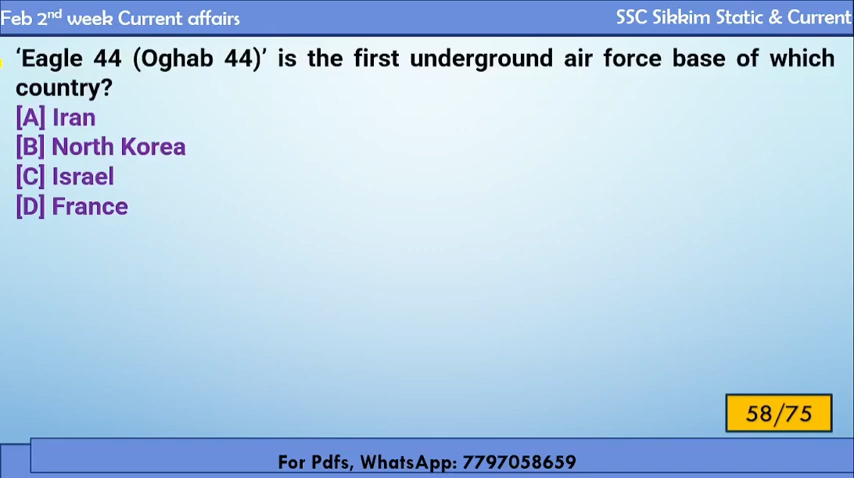 Feb 2nd week Current affairs
SSC Sikkim Static & Current
‘Eagle 44 (Oghab 44)’ is the first underground air force base of which
country?
[A] Iran
[B] North Korea
[C] Israel
[D] France
58/75
For Pdfs, WhatsApp: 7797058659